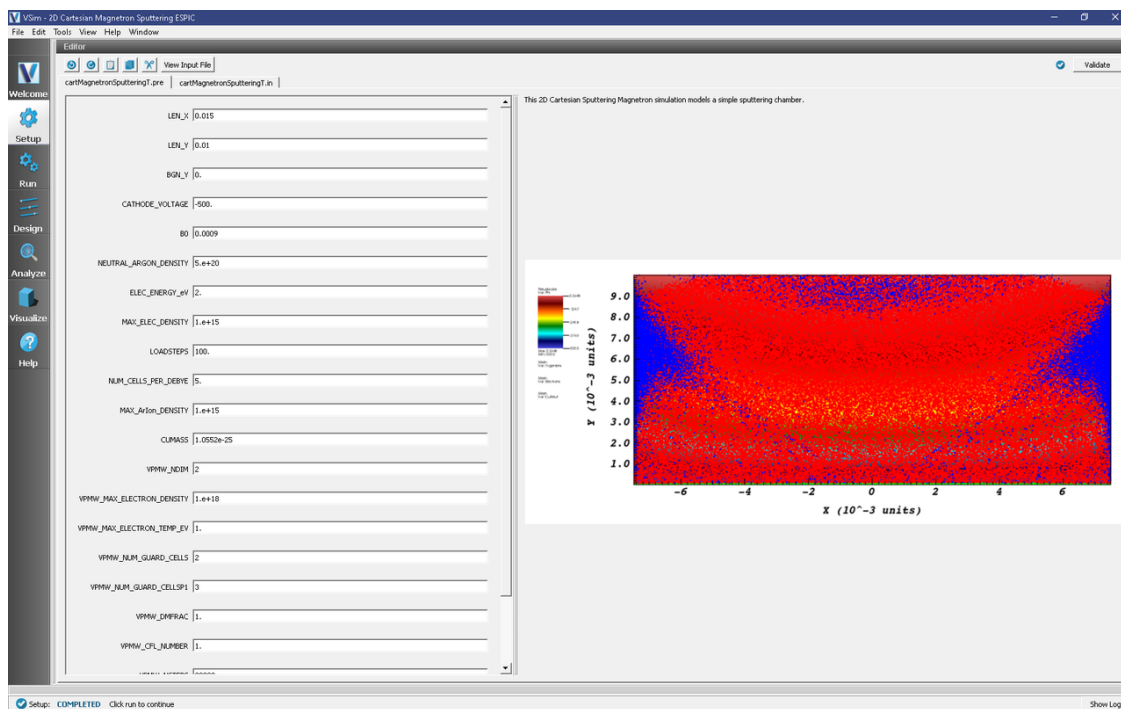 VSim - 2D Cartesian Magnetron Sputtering ESPIC
File Edit Tools View Help Window
Editor
View Input File
Validate
cartMagnetronSputteringT.pre cartMagnetronSputteringT.in
Welcome
Setup
Run
Design
Analyze
Visualize
Help
LEN_X 0.015
LEN_Y 0.01
BGN_Y 0.
CATHODE_VOLTAGE -500.
B0 0.0009
NEUTRAL_ARGON_DENSITY 5.e+20
ELEC_ENERGY_eV 2.
MAX_ELEC_DENSITY 1.e+15
LOADSTEPS 100.
NUM_CELLS_PER_DEBYE 5.
MAX_ArIon_DENSITY 1.e+15
CUMASS 1.0552e-25
VPMW_NDIM 2
VPMW_MAX_ELECTRON_DENSITY 1.e+18
VPMW_MAX_ELECTRON_TEMP_EV 1.
VPMW_NUM_GUARD_CELLS 2
VPMW_NUM_GUARD_CELLSP1 3
VPMW_DMFRAC 1.
VPMW_CFL_NUMBER 1.
This 2D Cartesian Sputtering Magnetron simulation models a simple sputtering chamber.
9.0
8.0
7.0
6.0
5.0
4.0
3.0
2.0
1.0
Y (10^-3 units)
-6 -4 -2 0 2 4 6
X (10^-3 units)
Setup: COMPLETED Click run to continue
Show Log